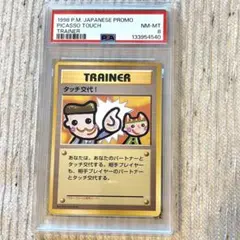 1998 P.M. JAPANESE PROMO
PICASSO TOUCH
NM-MT
TRAINER
8
PSA
133954540
TRAINER
タッチ交代!
あなたは、あなたのパートナーと
タッチ交代する。
相手プレイヤー
も、相手プレイヤーのパートナーと
タッチ交代する。